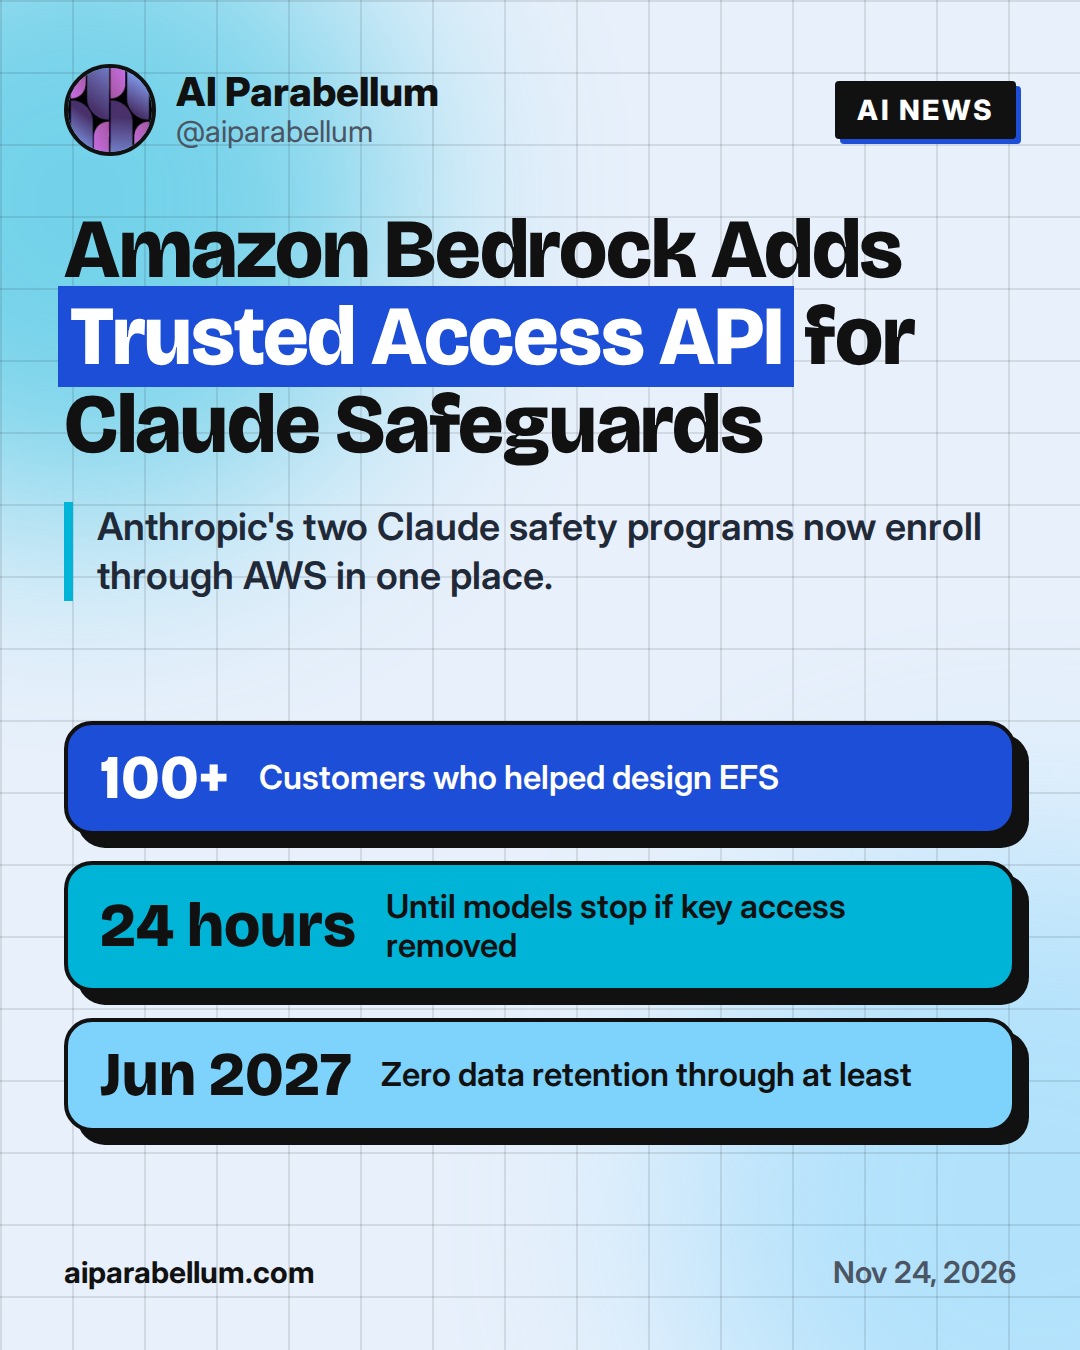 AI Parabellum
@aiparabellum
AI NEWS
Amazon Bedrock Adds
Trusted Access API for
Claude Safeguards
Anthropic's two Claude safety programs now enroll
through AWS in one place.
100+ Customers who helped design EFS
24 hours Until models stop if key access
removed
Jun 2027 Zero data retention through at least
aiparabellum.com
Nov 24, 2026